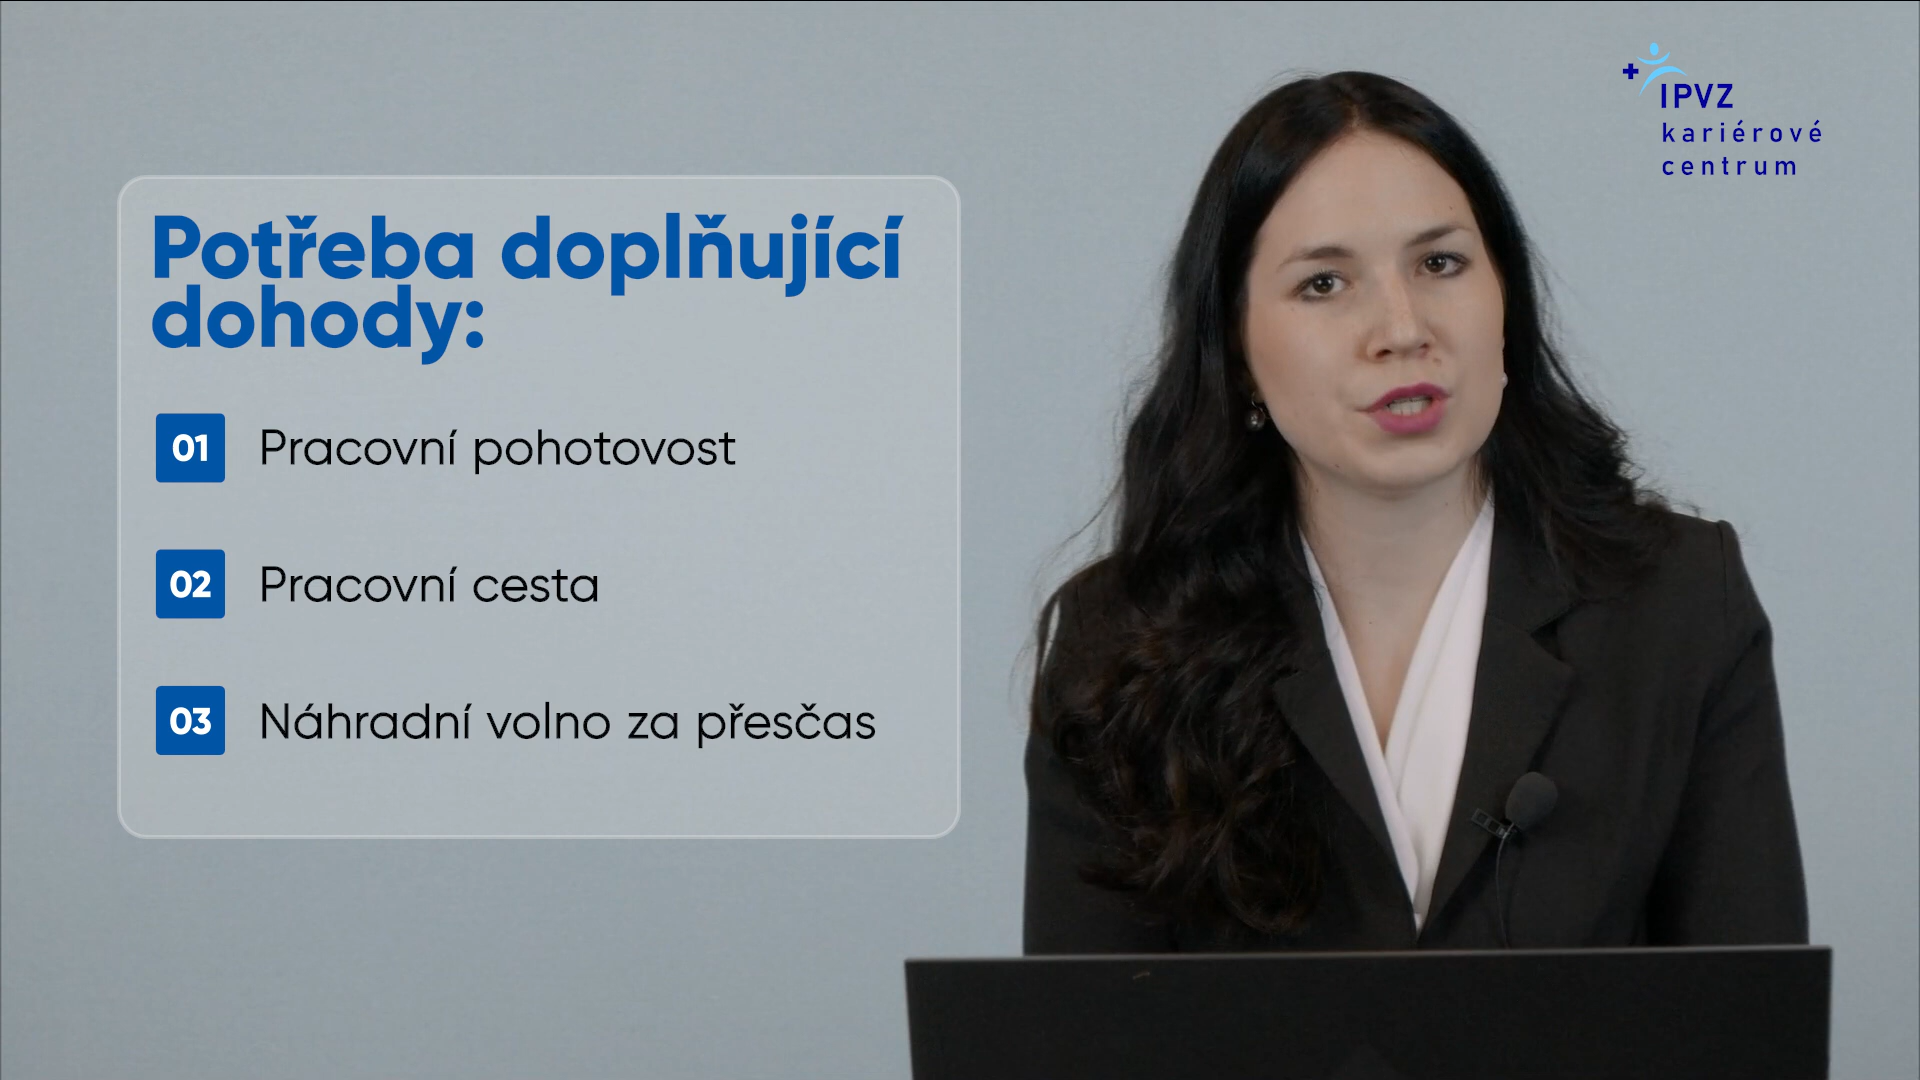 IPVZ
kariérové
centrum
Potřeba doplňující
dohody:
01 Pracovní pohotovost
02 Pracovní cesta
03 Náhradní volno za přesčas